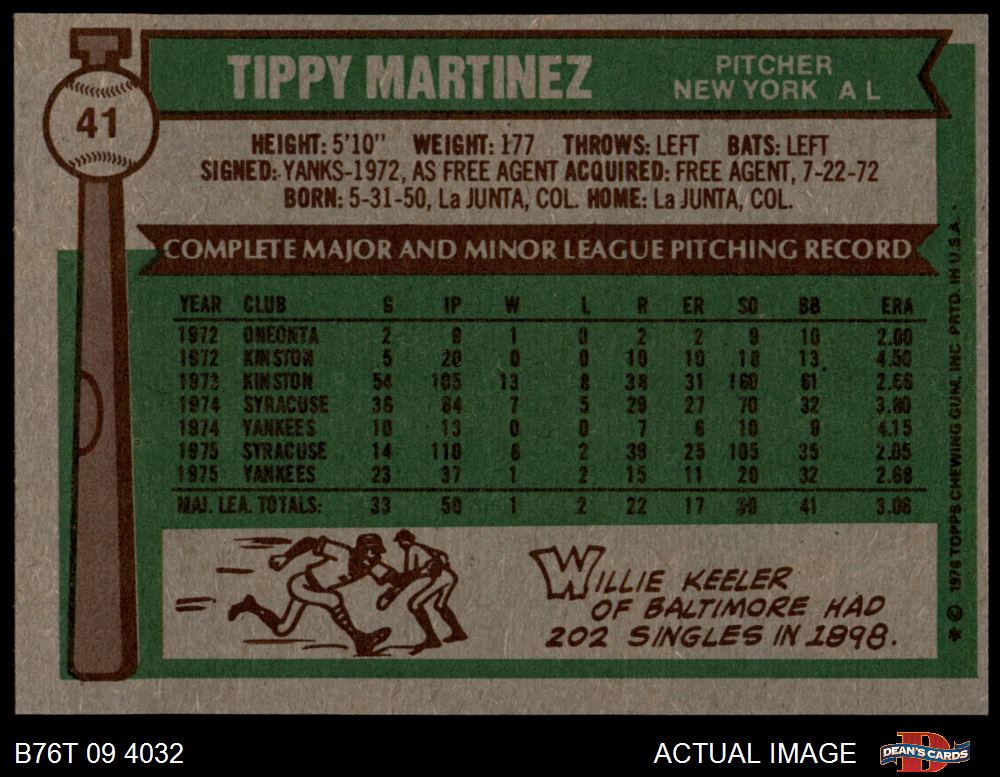 41
TIPPY MARTINEZ
PITCHER
NEW YORK A L
HEIGHT: 5'10" WEIGHT: 177 THROWS: LEFT BATS: LEFT
SIGNED: YANKS-1972, AS FREE AGENT ACQUIRED: FREE AGENT, 7-22-72
BORN: 5-31-50, La JUNTA, COL. HOME: La JUNTA, COL.
COMPLETE MAJOR AND MINOR LEAGUE PITCHING RECORD
YEAR CLUB G IP W L R ER SO BB ERA
1972 ONEONTA 2 9 1 0 2 2 9 10 2.00
1972 KINSTON 5 20 0 0 10 10 18 13 4.50
1973 KINSTON 54 105 13 8 38 31 160 61 2.66
1974 SYRACUSE 36 64 7 5 29 27 70 32 3.80
1974 YANKEES 10 13 0 0 7 6 10 9 4.15
1975 SYRACUSE 14 110 8 2 39 25 105 35 2.05
1975 YANKEES 23 37 1 2 15 11 20 32 2.68
MAJ. LEA. TOTALS: 33 50 1 2 22 17 30 41 3.06
WILLIE KEELER
OF BALTIMORE HAD
202 SINGLES IN 1898.
* © 1976 TOPPS CHEWING GUM, INC. PRTD. IN U.S.A.
B76T 09 4032
ACTUAL IMAGE
DEAN'S CARDS